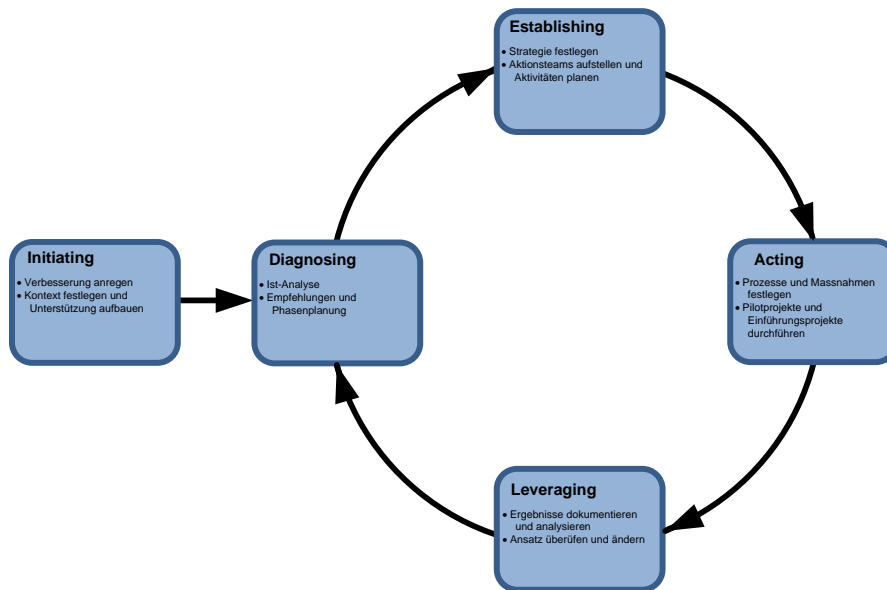 Establishing
• Strategie festlegen
• Aktionsteams aufstellen und
Aktivitäten planen
Initiating
• Verbesserung anregen
• Kontext festlegen und
Unterstützung aufbauen
Diagnosing
• Ist-Analyse
• Empfehlungen und
Phasenplanung
Acting
• Prozesse und Massnahmen
festlegen
• Pilotprojekte und
Einführungsprojekte
durchführen
Leveraging
• Ergebnisse dokumentieren
und analysieren
• Ansatz überüfen und ändern